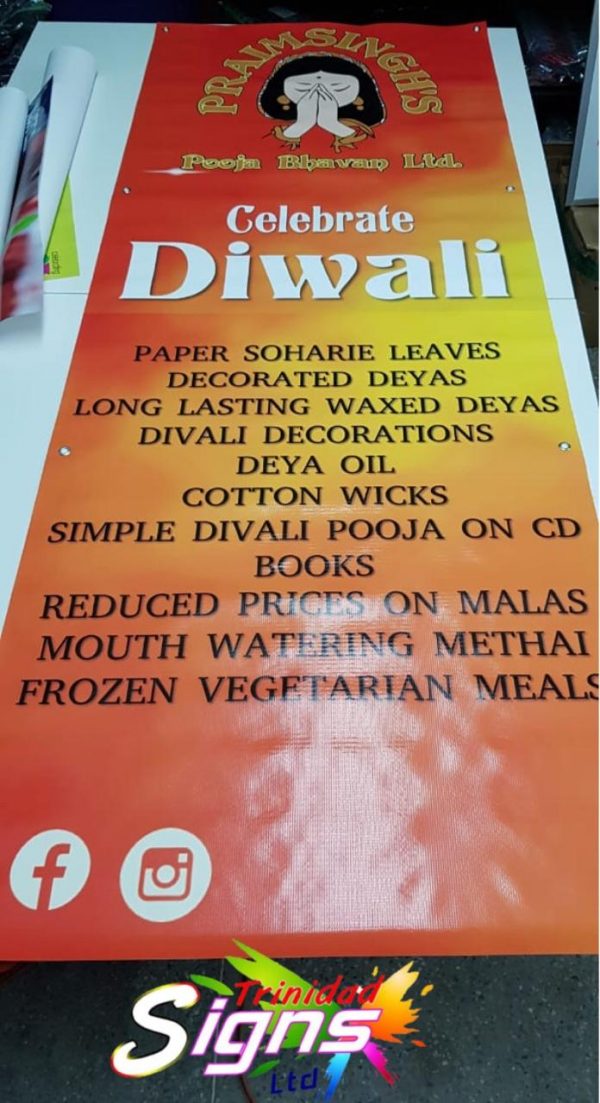 PRAIMSINGH'S
Pooja Bhavan Ltd.
Celebrate
Diwali
PAPER SOHARIE LEAVES
DECORATED DEYAS
LONG LASTING WAXED DEYAS
DIVALI DECORATIONS
DEYA OIL
COTTON WICKS
SIMPLE DIVALI POOJA ON CD
BOOKS
REDUCED PRICES ON MALAS
MOUTH WATERING METHAI
FROZEN VEGETARIAN MEALS
Trinidad
Signs
Ltd